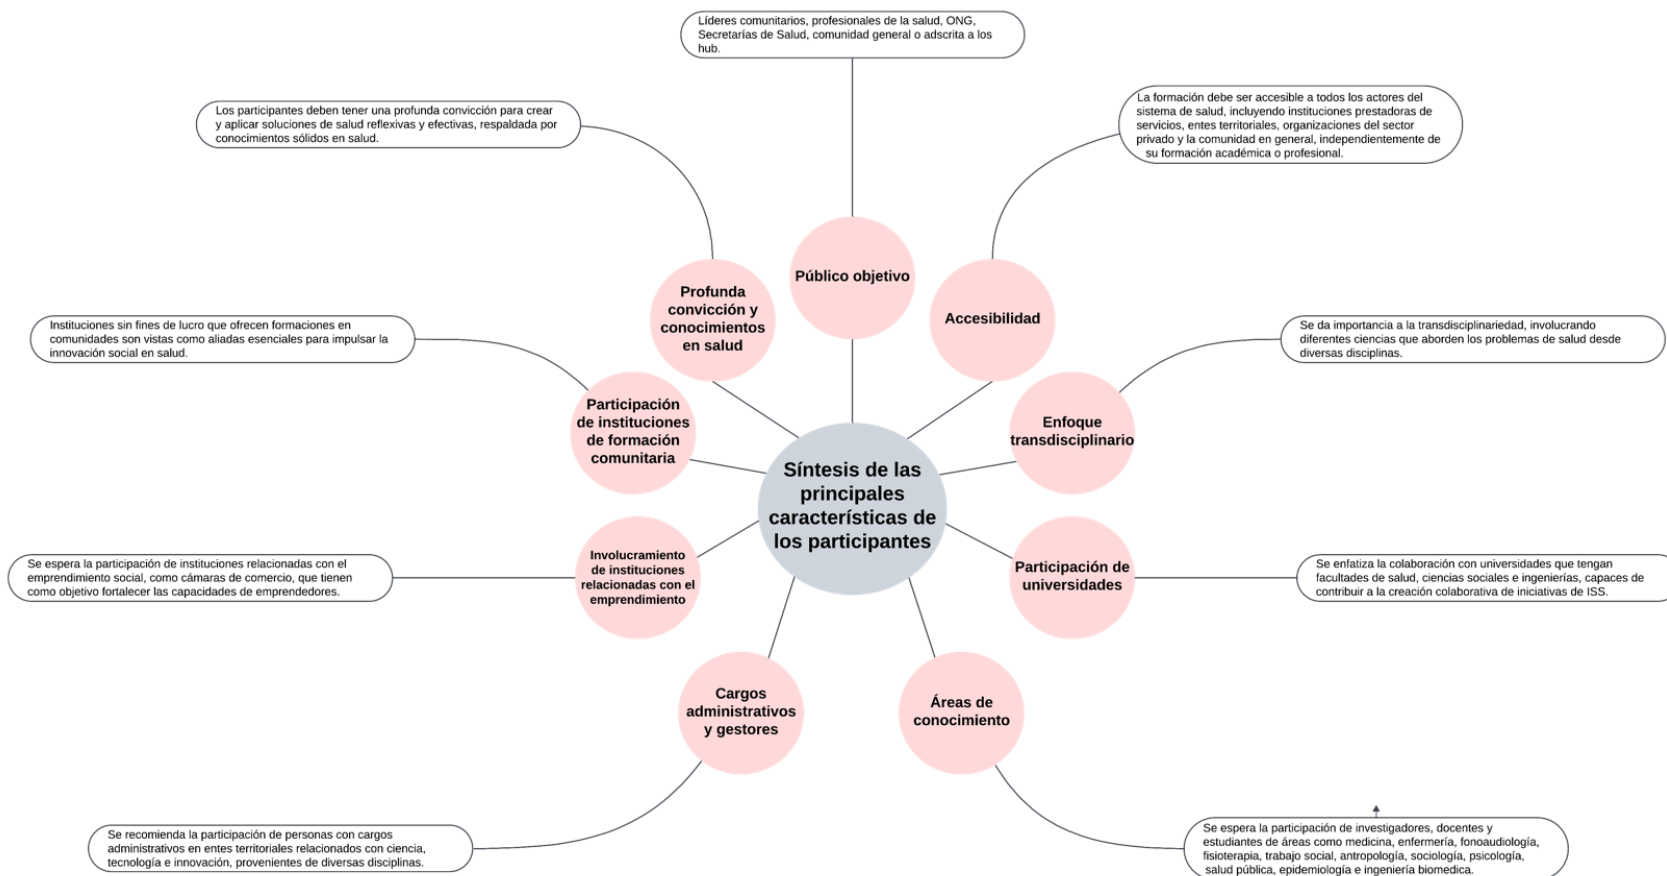 Líderes comunitarios, profesionales de la salud, ONG,
Secretarías de Salud, comunidad general o adscrita a los
hub.
Los participantes deben tener una profunda convicción para crear
y aplicar soluciones de salud reflexivas y efectivas, respaldada por
conocimientos sólidos en salud.
La formación debe ser accesible a todos los actores del
sistema de salud, incluyendo instituciones prestadoras de
servicios, entes territoriales, organizaciones del sector
privado y la comunidad en general, independientemente de
su formación académica o profesional.
Público objetivo
Profunda
convicción y
conocimientos
en salud
Accesibilidad
Instituciones sin fines de lucro que ofrecen formaciones en
comunidades son vistas como aliadas esenciales para impulsar la
innovación social en salud.
Se da importancia a la transdisciplinariedad, involucrando
diferentes ciencias que aborden los problemas de salud desde
diversas disciplinas.
Participación
de instituciones
de formación
comunitaria
Enfoque
transdisciplinario
Síntesis de las
principales
características de
los participantes
Se espera la participación de instituciones relacionadas con el
emprendimiento social, como cámaras de comercio, que tienen
como objetivo fortalecer las capacidades de emprendedores.
Involucramiento
de instituciones
relacionadas con el
emprendimiento
Participación de
universidades
Se enfatiza la colaboración con universidades que tengan
facultades de salud, ciencias sociales e ingenierías, capaces de
contribuir a la creación colaborativa de iniciativas de ISS.
Cargos
administrativos
y gestores
Áreas de
conocimiento
Se recomienda la participación de personas con cargos
administrativos en entes territoriales relacionados con ciencia,
tecnología e innovación, provenientes de diversas disciplinas.
Se espera la participación de investigadores, docentes y
estudiantes de áreas como medicina, enfermería, fonoaudiología,
fisioterapia, trabajo social, antropología, sociología, psicología,
salud pública, epidemiología e ingeniería biomedica.